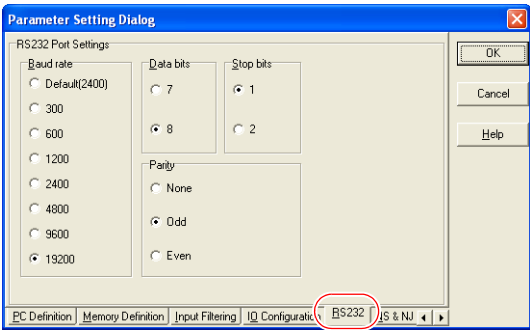 Parameter Setting Dialog
RS232 Port Settings
Baud rate
Default(2400)
300
600
1200
2400
4800
9600
19200
Data bits
7
8
Stop bits
1
2
Parity
None
Odd
Even
OK
Cancel
Help
PC Definition
Memory Definition
Input Filtering
IO Configuration
RS232
NS & NJ